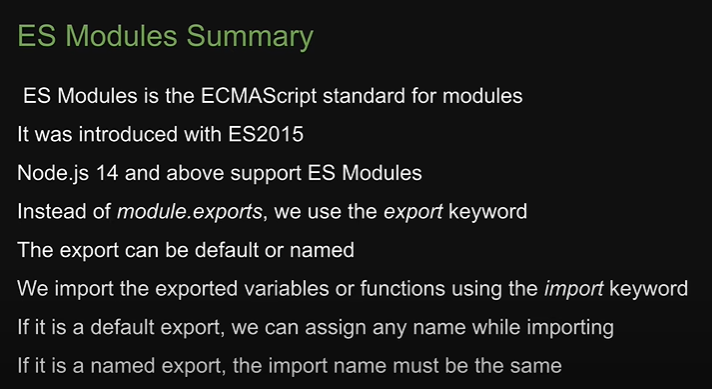 ES Modules Summary
ES Modules is the ECMAScript standard for modules
It was introduced with ES2015
Node.js 14 and above support ES Modules
Instead of module.exports, we use the export keyword
The export can be default or named
We import the exported variables or functions using the import keyword
If it is a default export, we can assign any name while importing
If it is a named export, the import name must be the same